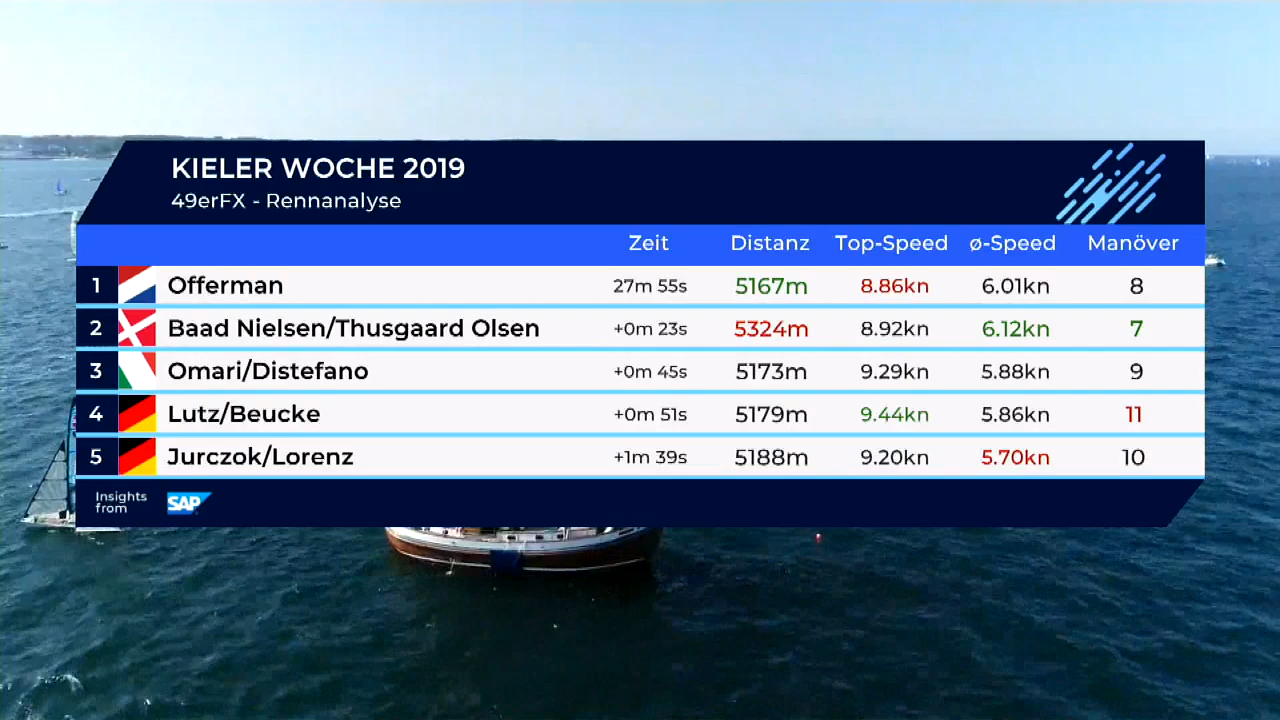 KIELER WOCHE 2019
49erFX - Rennanalyse
Zeit Distanz Top-Speed ø-Speed Manöver
1 Offerman 27m 55s 5167m 8.86kn 6.01kn 8
2 Baad Nielsen/Thusgaard Olsen +0m 23s 5324m 8.92kn 6.12kn 7
3 Omari/Distefano +0m 45s 5173m 9.29kn 5.88kn 9
4 Lutz/Beucke +0m 51s 5179m 9.44kn 5.86kn 11
5 Jurczok/Lorenz +1m 39s 5188m 9.20kn 5.70kn 10
Insights
from
SAP